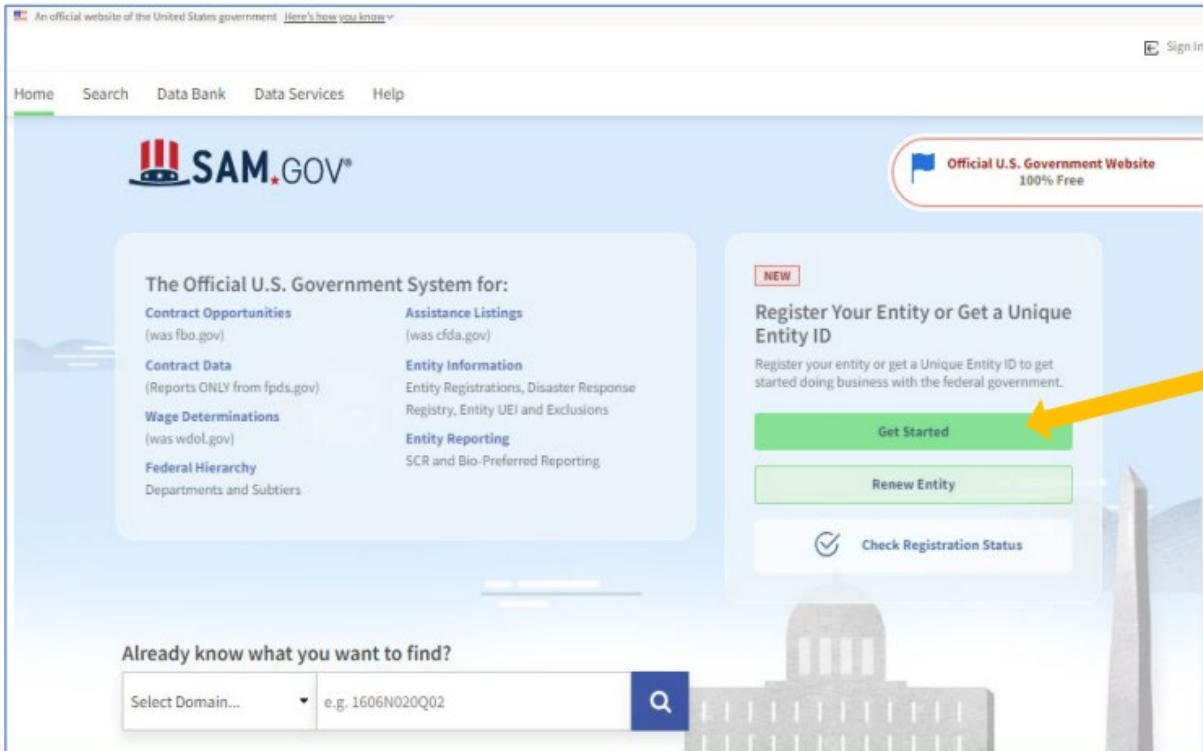 An official website of the United States government Here's how you know
Sign In
Home Search Data Bank Data Services Help
SAM.GOV®
Official U.S. Government Website
100% Free
The Official U.S. Government System for:
Contract Opportunities
(was fbo.gov)
Contract Data
(Reports ONLY from fpds.gov)
Wage Determinations
(was wdol.gov)
Federal Hierarchy
Departments and Subtiers
Assistance Listings
(was cfda.gov)
Entity Information
Entity Registrations, Disaster Response
Registry, Entity UEI and Exclusions
Entity Reporting
SCR and Bio-Preferred Reporting
NEW
Register Your Entity or Get a Unique
Entity ID
Register your entity or get a Unique Entity ID to get
started doing business with the federal government.
Get Started
Renew Entity
Check Registration Status
Already know what you want to find?
Select Domain... e.g. 1606N020Q02